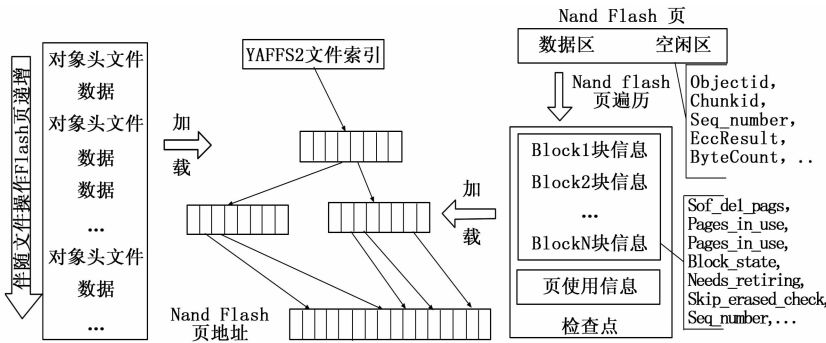 伴随文件操作Flash页递增
对象头文件
数据
对象头文件
数据
数据
...
对象头文件
数据
...
加
载
YAFFS2文件索引
Nand Flash
页地址
加
载
Nand Flash 页
数据区 空闲区
Nand flash
页遍历
Block1块信息
Block2块信息
...
BlockN块信息
页使用信息
检查点
Objectid,
Chunkid,
Seq_number,
EccResult,
ByteCount, ..
Sof_del_pags,
Pages_in_use,
Pages_in_use,
Block_state,
Needs_retiring,
Skip_erased_check,
Seq_number,...